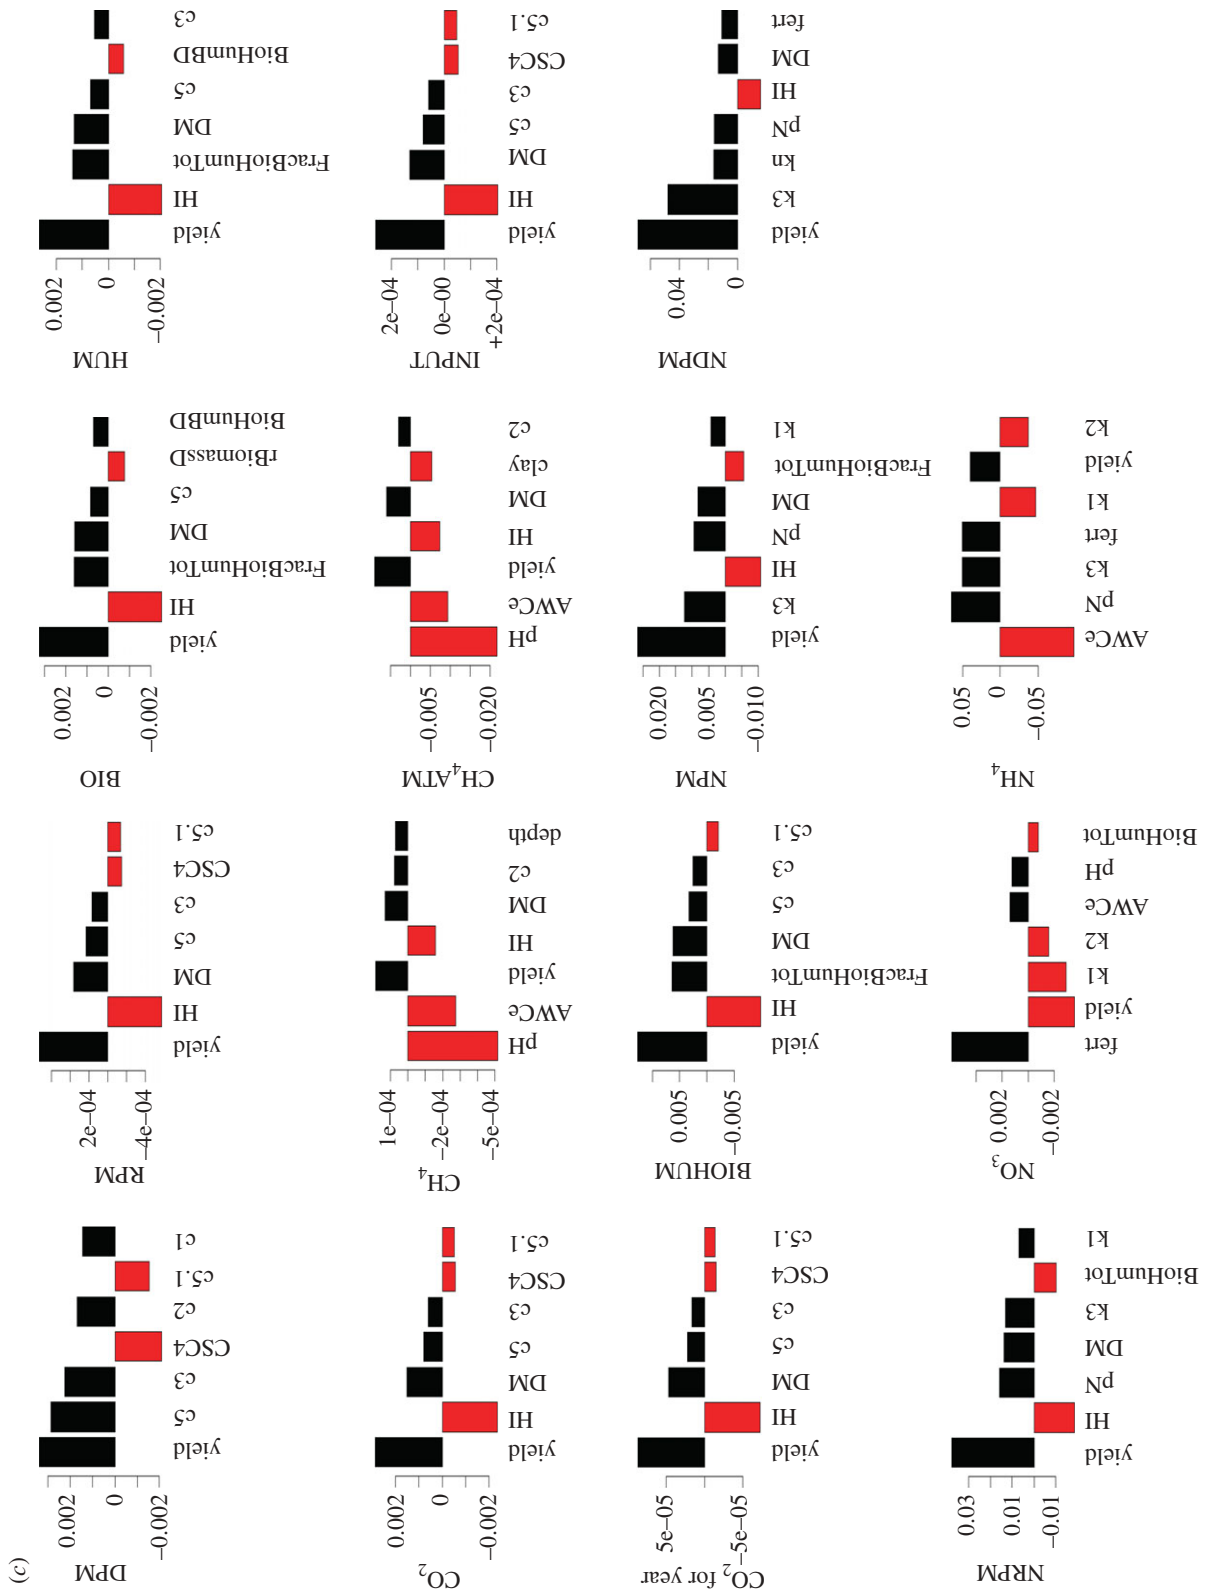 (c)
DPM
0.002
0
−0.002
yield
c5
c3
CSC4
c2
c5.1
c1
RPM
2e−04
−4e−04
yield
HI
DM
c5
c3
CSC4
c5.1
BIO
0.002
0
−0.002
yield
HI
FracBioHumTot
DM
c5
rBiomassD
BioHumBD
HUM
0.002
0
−0.002
yield
HI
FracBioHumTot
DM
c5
BioHumBD
c3
CO₂
0.002
0
−0.002
yield
HI
DM
c5
c3
CSC4
c5.1
CH₄
1e−04
−2e−04
−5e−04
pH
AWCe
yield
HI
DM
c2
depth
CH₄ATM
−0.005
−0.020
pH
AWCe
yield
HI
DM
clay
c2
INPUT
2e−04
0e−00
+2e−04
yield
HI
DM
c5
c3
CSC4
c5.1
CO₂ for year
5e−05
−5e−05
yield
HI
DM
c5
c3
CSC4
c5.1
BIOHUM
0.005
−0.005
yield
HI
FracBioHumTot
DM
c5
c3
c5.1
NPM
0.020
0.005
−0.010
yield
k3
HI
pN
DM
FracBioHumTot
k1
NDPM
0.04
0
yield
k3
kn
pN
HI
DM
fert
NRPM
0.03
0.01
−0.01
yield
HI
pN
DM
k3
BioHumTot
k1
NO₃
0.002
−0.002
fert
yield
k1
k2
AWCe
pH
BioHumTot
NH₄
0.05
0
−0.05
AWCe
pN
k3
fert
k1
yield
k2